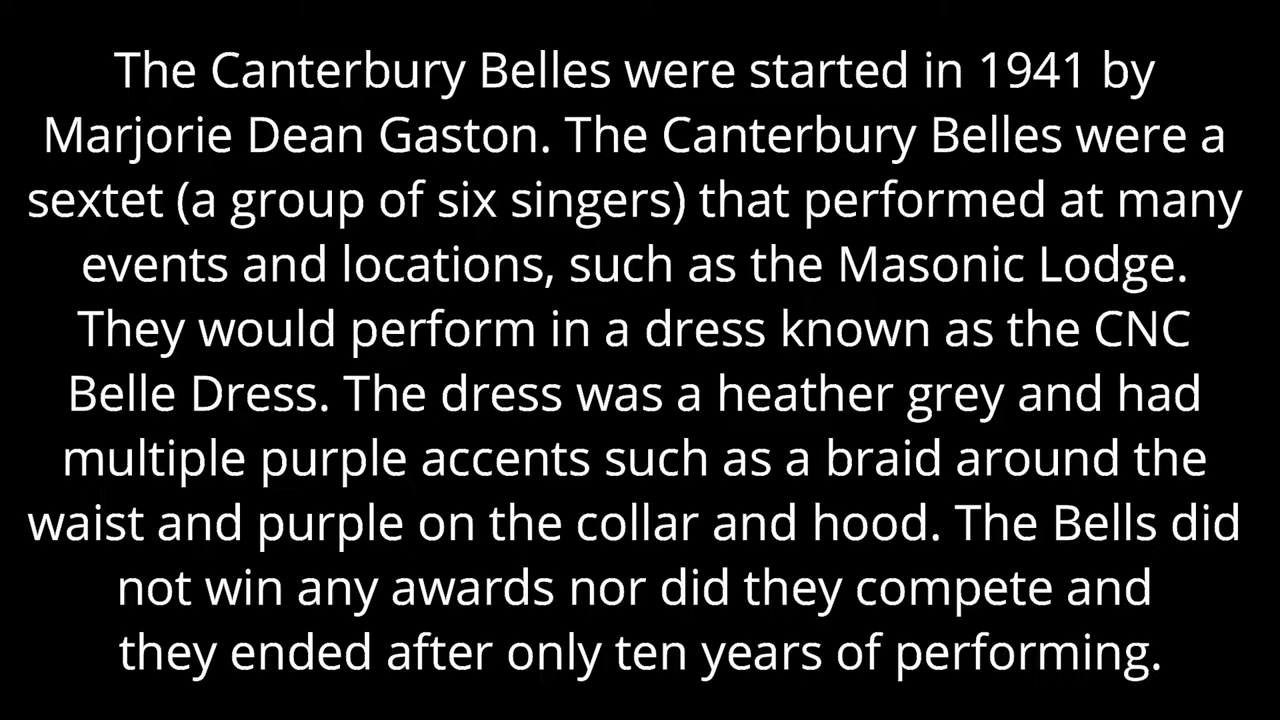 The Canterbury Belles were started in 1941 by
Marjorie Dean Gaston. The Canterbury Belles were a
sextet (a group of six singers) that performed at many
events and locations, such as the Masonic Lodge.
They would perform in a dress known as the CNC
Belle Dress. The dress was a heather grey and had
multiple purple accents such as a braid around the
waist and purple on the collar and hood. The Bells did
not win any awards nor did they compete and
they ended after only ten years of performing.